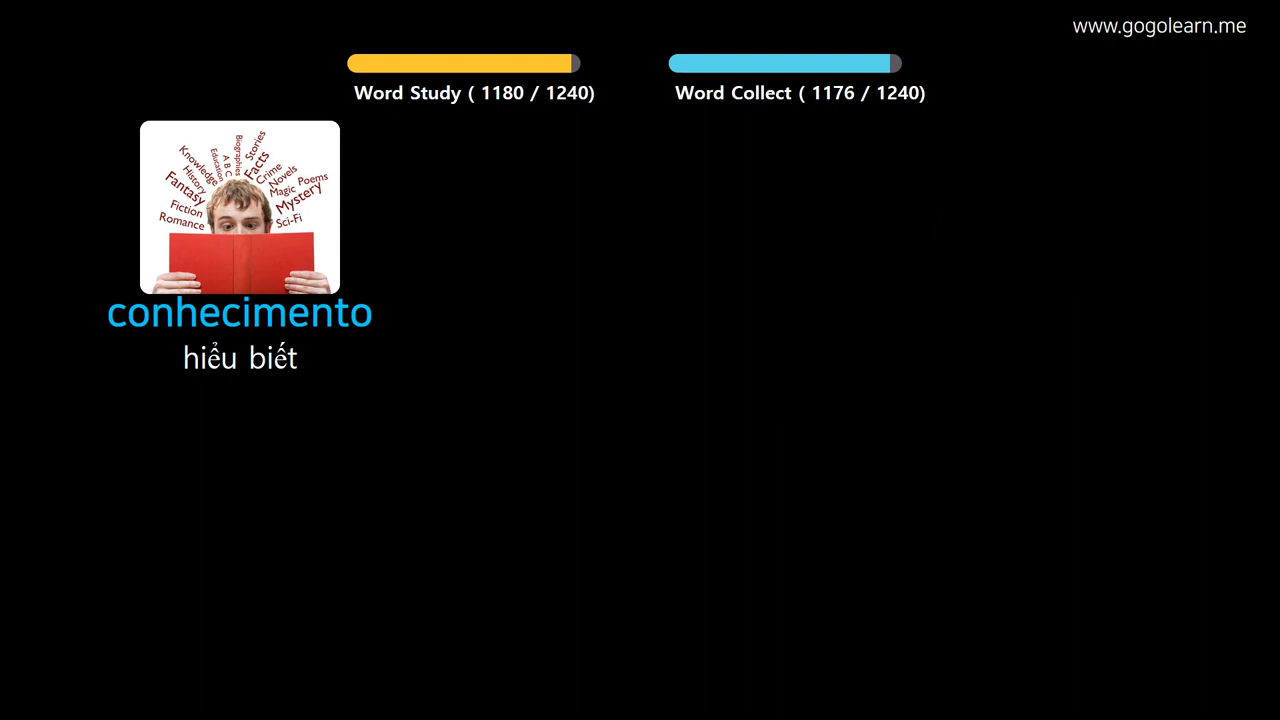 www.gogolearn.me
Word Study ( 1180 / 1240)
Word Collect ( 1176 / 1240)
Stories
Biographies
Facts
A B C
Education
Crime
Knowledge
Novels
History
Magic
Poems
Fantasy
Mystery
Fiction
Sci-Fi
Romance
conhecimento
hiểu biết